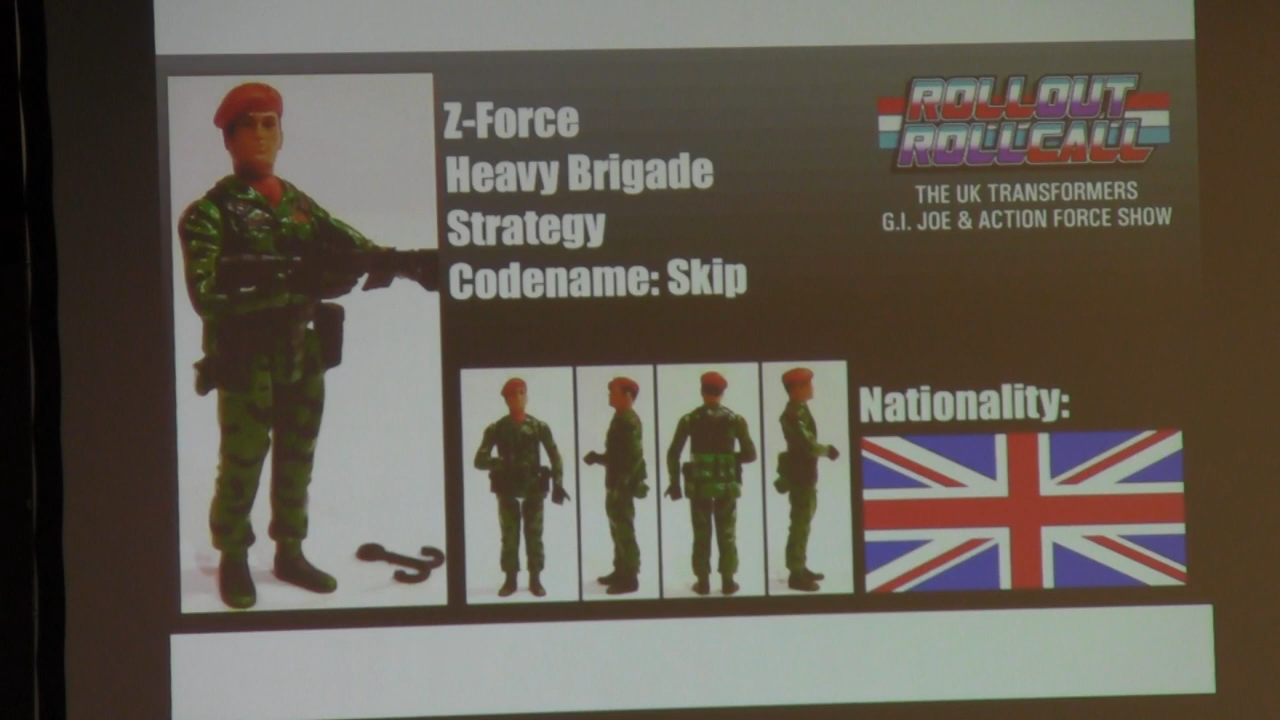 Z-Force
Heavy Brigade
Strategy
Codename: Skip
ROLLOUT
ROLLCALL
THE UK TRANSFORMERS
G.I. JOE & ACTION FORCE SHOW
Nationality: